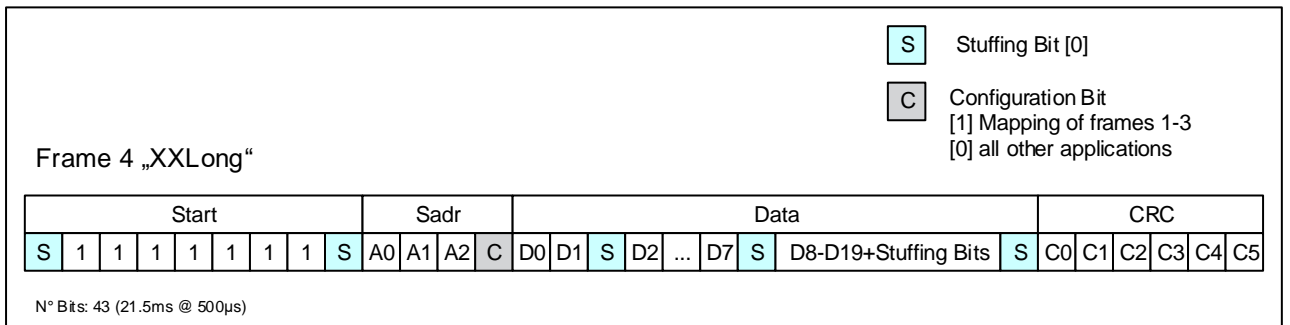 S Stuffing Bit [0]
C Configuration Bit
[1] Mapping of frames 1-3
[0] all other applications
Frame 4 „XXLong“
Start Sadr Data CRC
S 1 1 1 1 1 1 1 S A0 A1 A2 C D0 D1 S D2 ... D7 S D8-D19+Stuffing Bits S C0 C1 C2 C3 C4 C5
N° Bits: 43 (21.5ms @ 500µs)